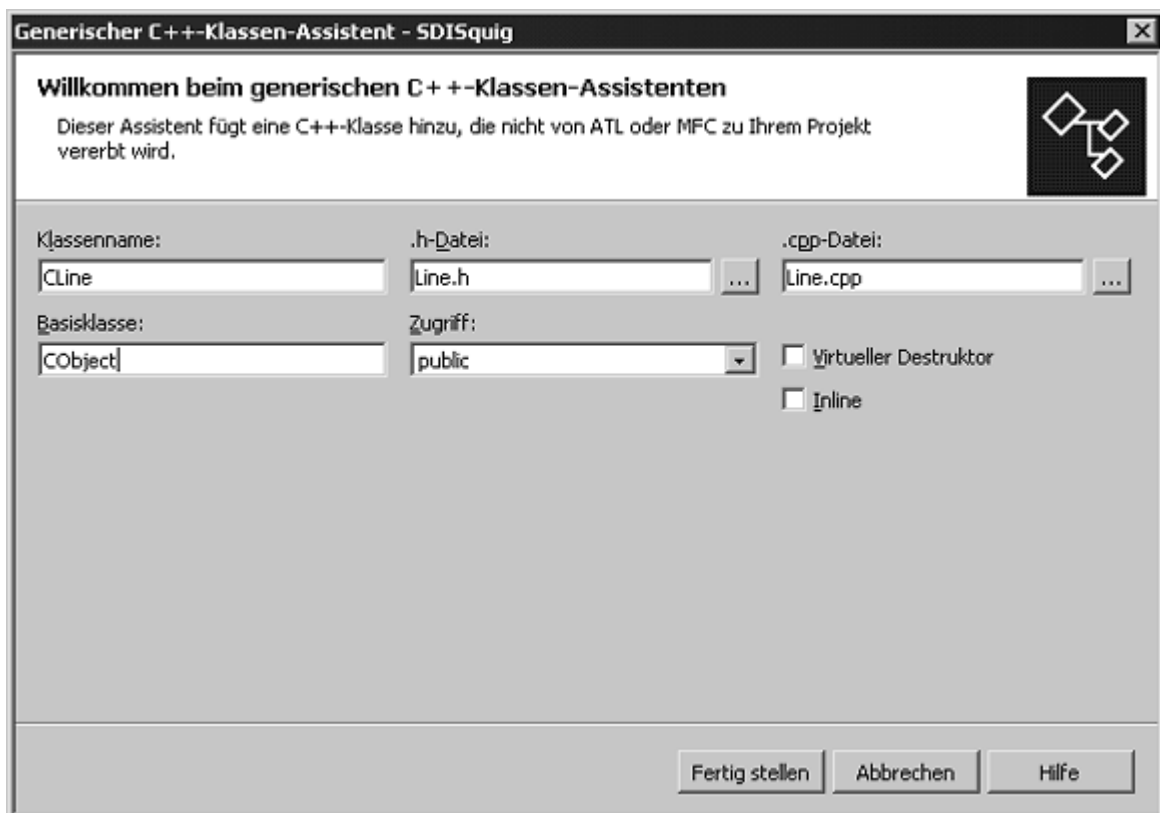 Generischer C++-Klassen-Assistent - SDISquig
Willkommen beim generischen C++-Klassen-Assistenten
Dieser Assistent fügt eine C++-Klasse hinzu, die nicht von ATL oder MFC zu Ihrem Projekt
vererbt wird.
Klassenname: .h-Datei: .cpp-Datei:
CLine Line.h ... Line.cpp ...
Basisklasse: Zugriff:
CObject public Virtueller Destruktor
Inline
Fertig stellen Abbrechen Hilfe